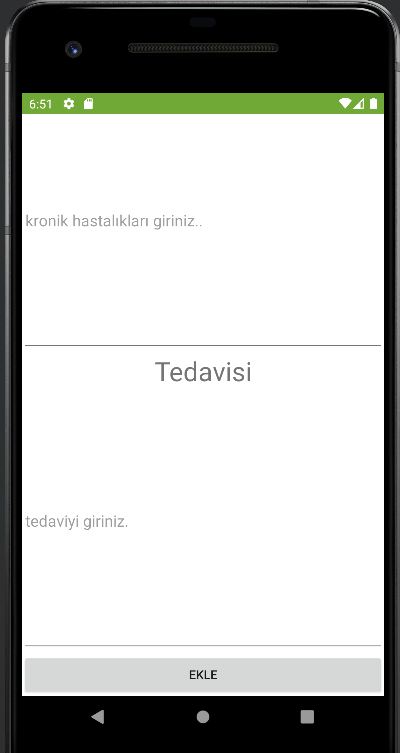 6:51
kronik hastalıkları giriniz..
Tedavisi
tedaviyi giriniz.
EKLE